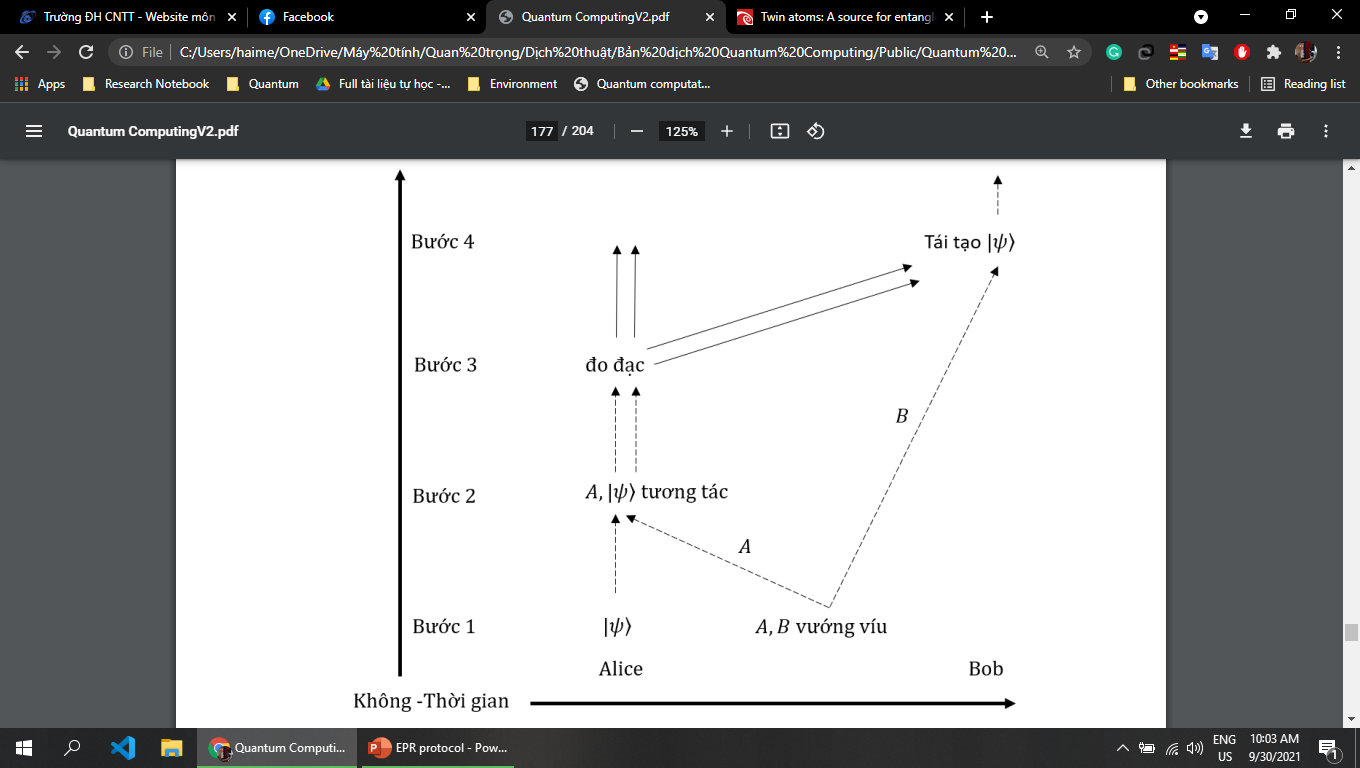 Trường ĐH CNTT - Website môn
Facebook
Quantum ComputingV2.pdf
Twin atoms: A source for entangl
File
C:/Users/haime/OneDrive/Máy%20tính/Quan%20trọng/Dịch%20thuật/Bản%20dịch%20Quantum%20Computing/Public/Quantum%20...
Apps
Research Notebook
Quantum
Full tài liệu tự học -...
Environment
Quantum computat...
Other bookmarks
Reading list
Quantum ComputingV2.pdf
177 / 204
125%
Bước 4
Tái tạo |ψ⟩
Bước 3
đo đạc
B
Bước 2
A, |ψ⟩ tương tác
A
Bước 1
|ψ⟩
A, B vướng víu
Alice
Bob
Không -Thời gian
Quantum Computi...
EPR protocol - Pow...
ENG
US
10:03 AM
9/30/2021
1